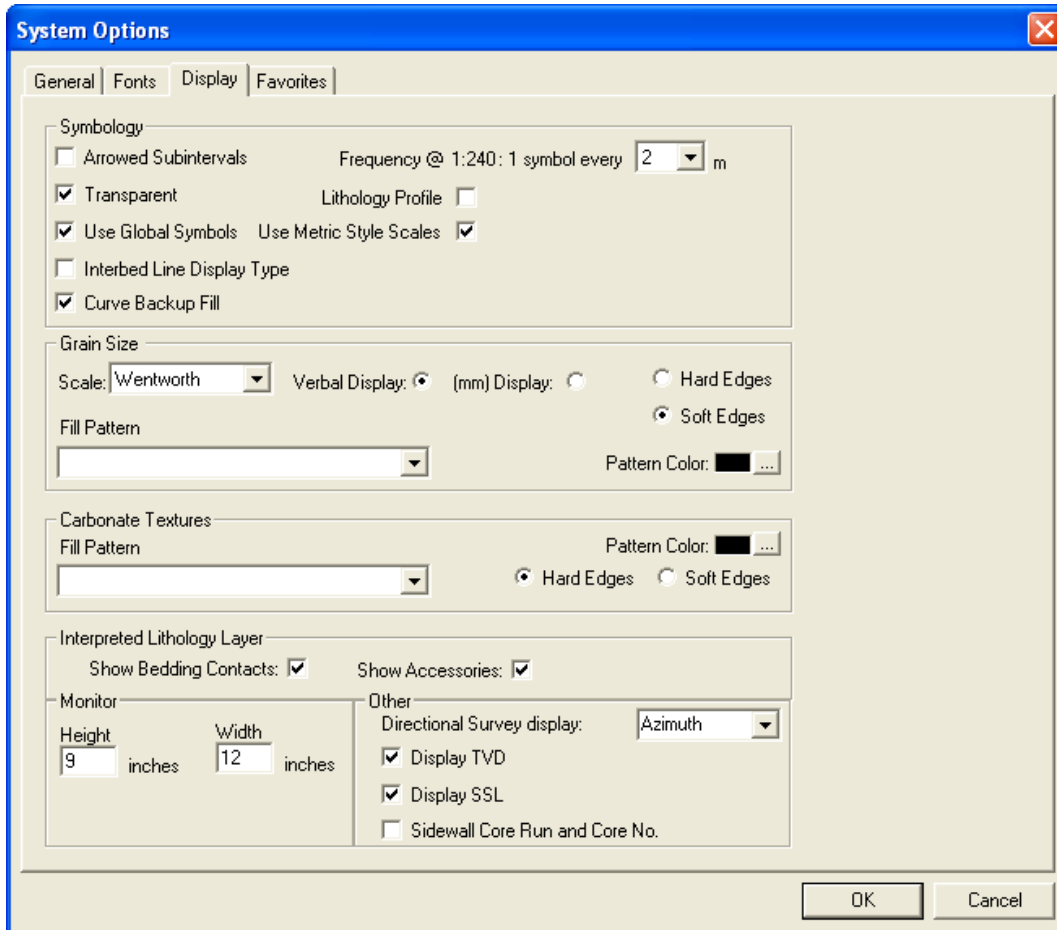 System Options
General Fonts Display Favorites
Symbology
Arrowed Subintervals Frequency @ 1:240: 1 symbol every 2 m
Transparent Lithology Profile
Use Global Symbols Use Metric Style Scales
Interbed Line Display Type
Curve Backup Fill
Grain Size
Scale: Wentworth Verbal Display: (mm) Display: Hard Edges
Soft Edges
Fill Pattern
Pattern Color: ...
Carbonate Textures
Fill Pattern Pattern Color: ...
Hard Edges Soft Edges
Interpreted Lithology Layer
Show Bedding Contacts: Show Accessories:
Monitor
Height Width
9 inches 12 inches
Other
Directional Survey display: Azimuth
Display TVD
Display SSL
Sidewall Core Run and Core No.
OK Cancel